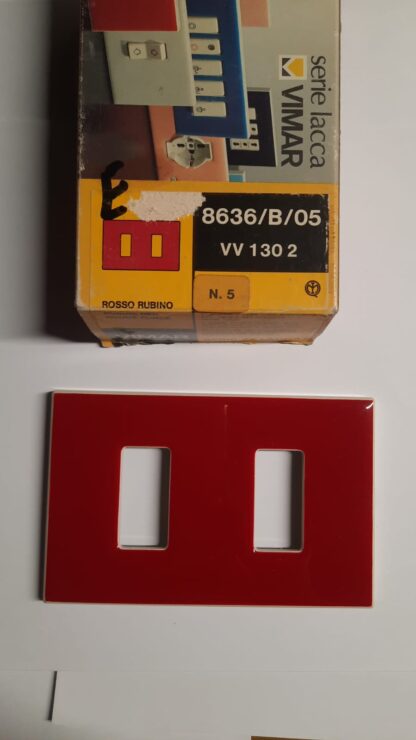 serie lacca
VIMAR
E
8636/B/05
VV 130 2
N. 5
ROSSO RUBINO